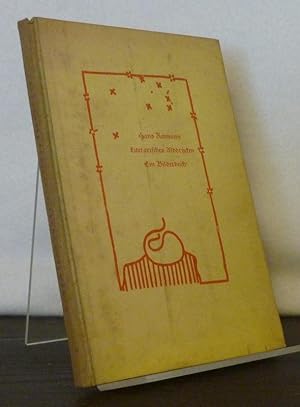 Hans Reimann
Literarisches Albdrücken
Ein Bilderbuch